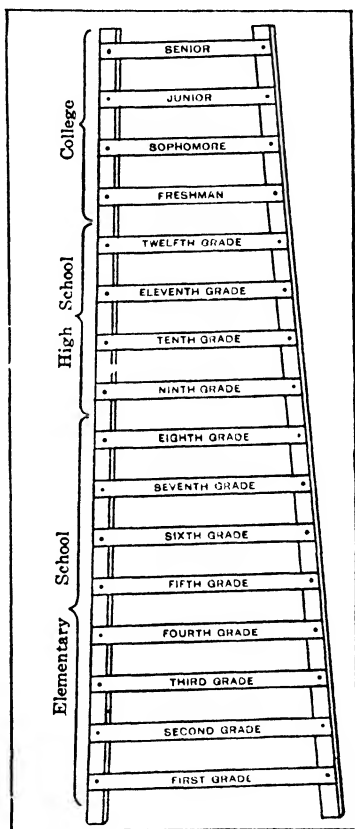 College
SENIOR
JUNIOR
SOPHOMORE
FRESHMAN
High School
TWELFTH GRADE
ELEVENTH GRADE
TENTH GRADE
NINTH GRADE
Elementary School
EIGHTH GRADE
SEVENTH GRADE
SIXTH GRADE
FIFTH GRADE
FOURTH GRADE
THIRD GRADE
SECOND GRADE
FIRST GRADE